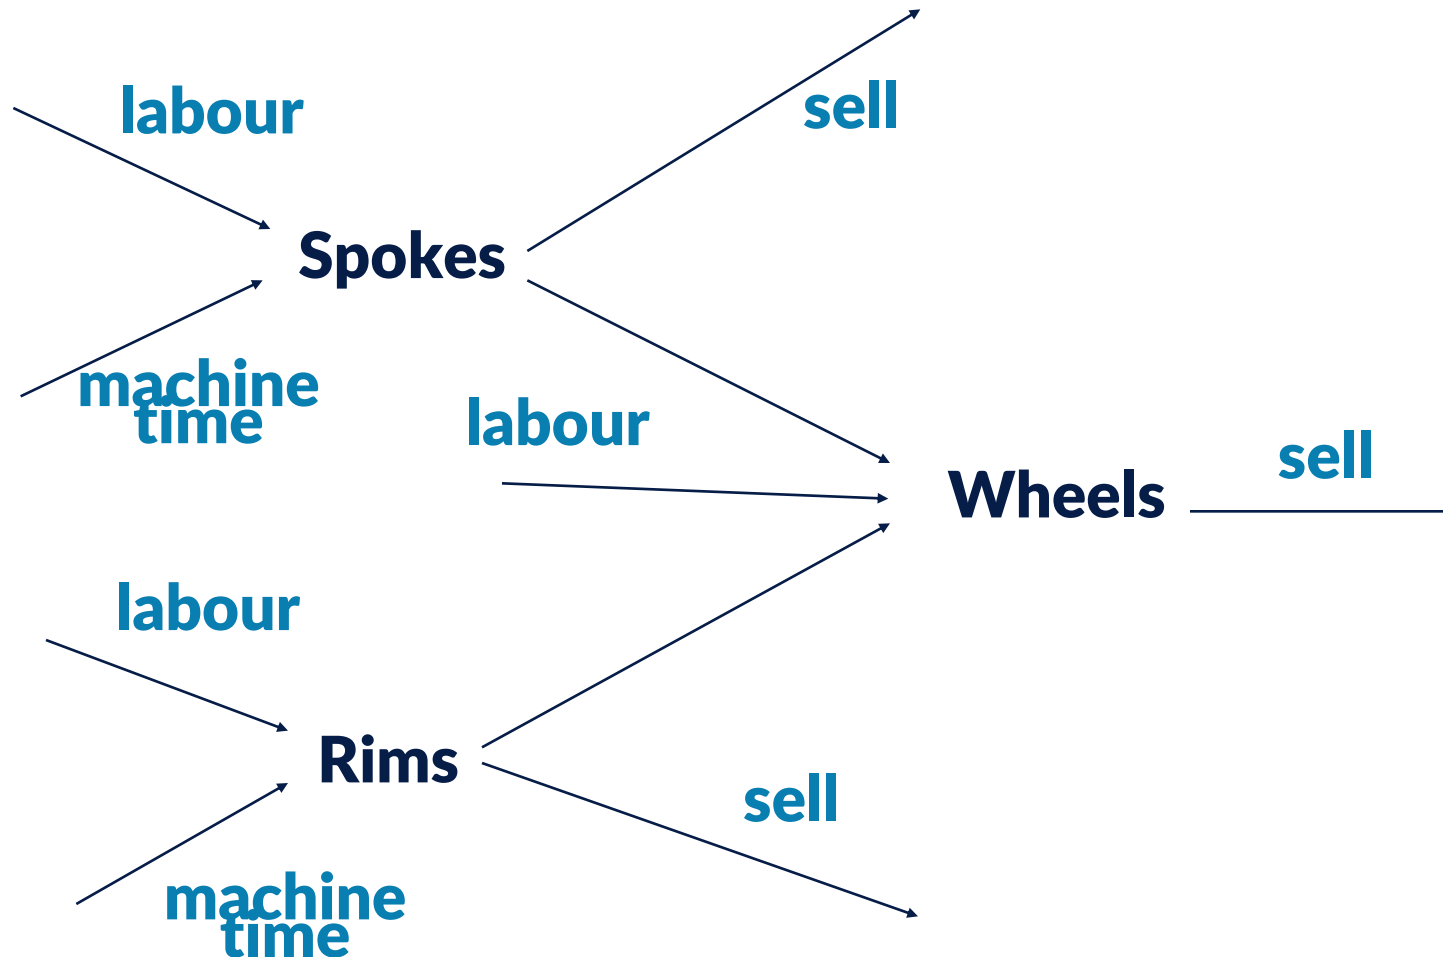 labour
sell
Spokes
machine
time
labour
sell
Wheels
labour
Rims
sell
machine
time